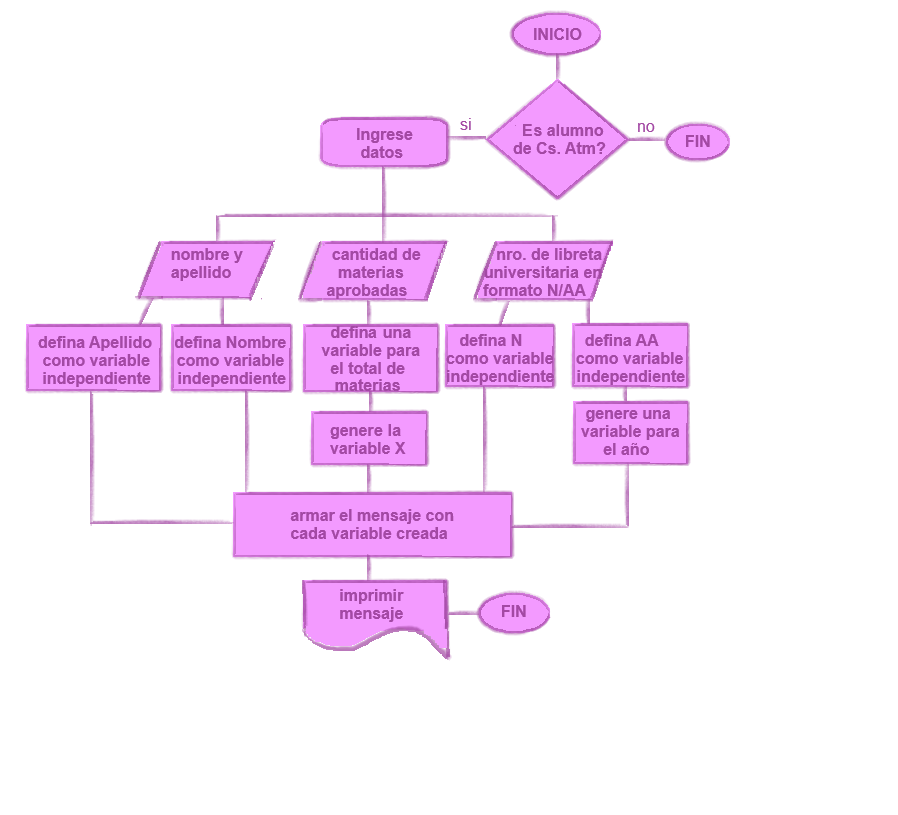 INICIO
Es alumno
de Cs. Atm?
si
no
FIN
Ingrese
datos
nombre y
apellido
cantidad de
materias
aprobadas
nro. de libreta
universitaria en
formato N/AA
defina Apellido
como variable
independiente
defina Nombre
como variable
independiente
defina una
variable para
el total de
materias
defina N
como variable
independiente
defina AA
como variable
independiente
genere la
variable X
genere una
variable para
el año
armar el mensaje con
cada variable creada
imprimir
mensaje
FIN